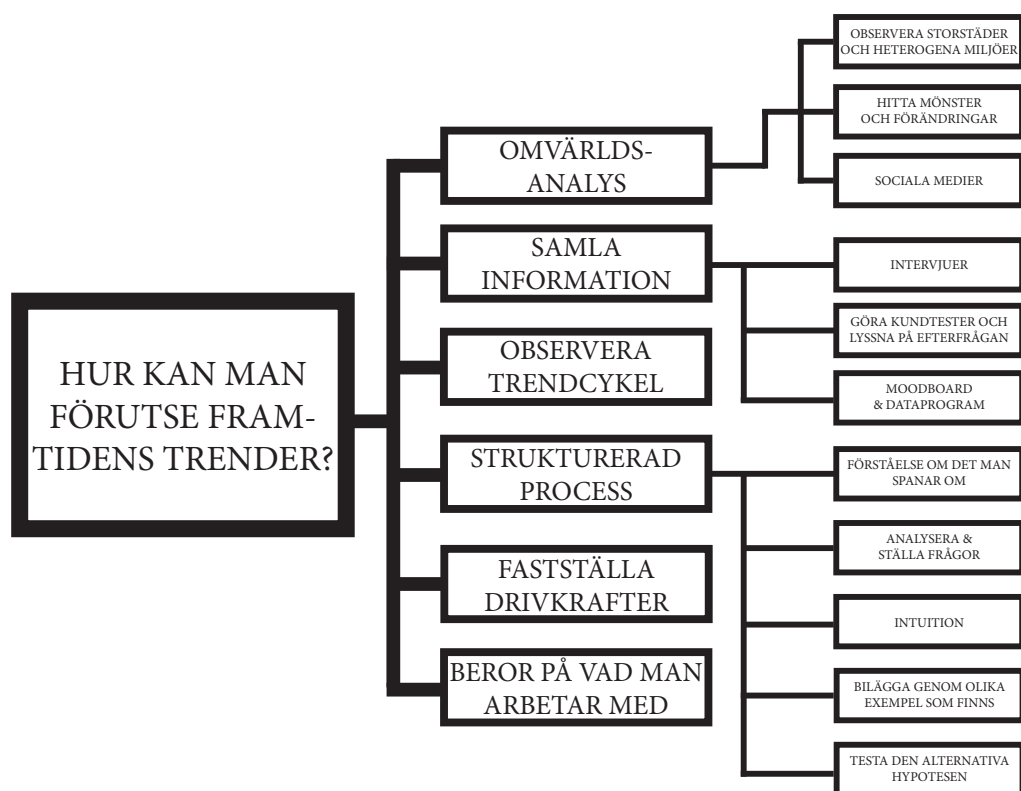 HUR KAN MAN
FÖRUTSE FRAM-
TIDENS TRENDER?
OMVÄRLDS-
ANALYS
OBSERVERA STORSTÄDER
OCH HETEROGENA MILJÖER
HITTA MÖNSTER
OCH FÖRÄNDRINGAR
SOCIALA MEDIER
SAMLA
INFORMATION
INTERVJUER
GÖRA KUNDTESTER OCH
LYSSNA PÅ EFTERFRÅGAN
MOODBOARD
& DATAPROGRAM
OBSERVERA
TRENDCYKEL
STRUKTURERAD
PROCESS
FÖRSTÅELSE OM DET MAN
SPANAR OM
ANALYSERA &
STÄLLA FRÅGOR
INTUITION
BILÄGGA GENOM OLIKA
EXEMPEL SOM FINNS
TESTA DEN ALTERNATIVA
HYPOTESEN
FASTSTÄLLA
DRIVKRAFTER
BEROR PÅ VAD MAN
ARBETAR MED